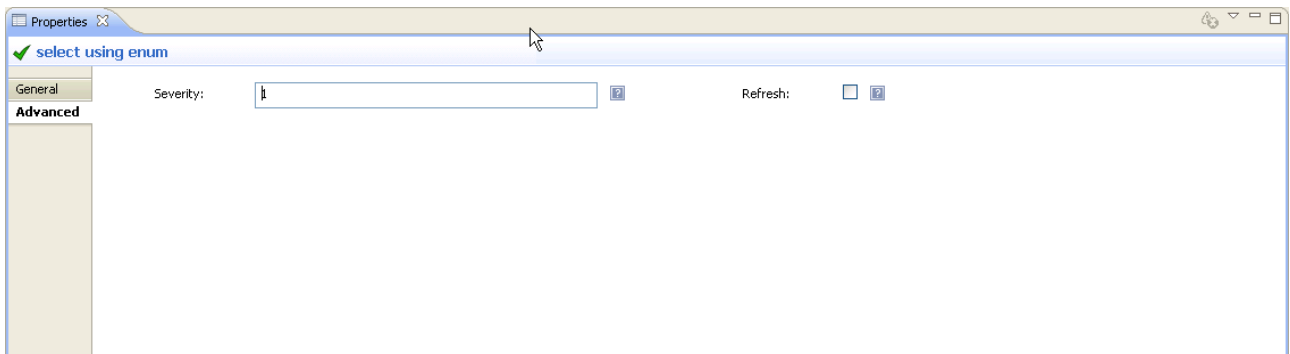 Properties
select using enum
General
Severity: 1 ? Refresh: ?
Advanced